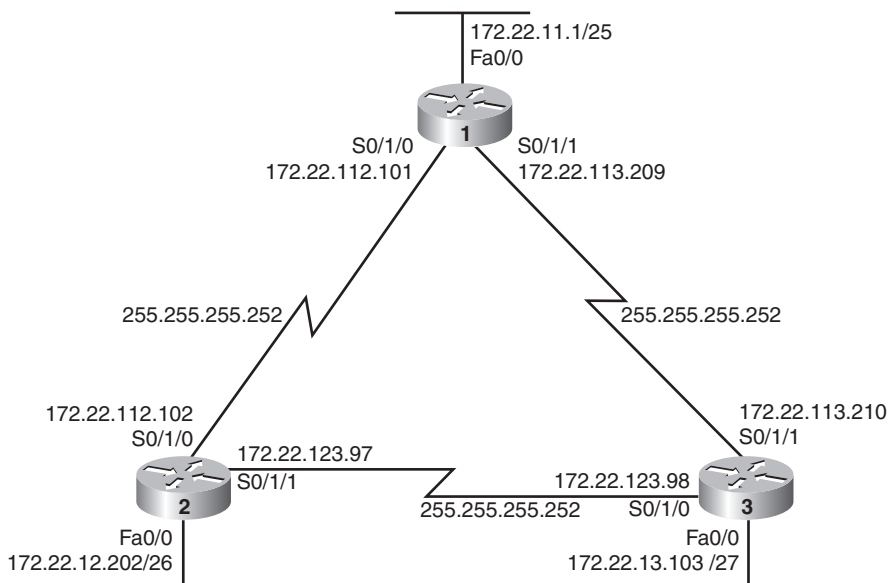 172.22.11.1/25
Fa0/0
1
S0/1/0
172.22.112.101
S0/1/1
172.22.113.209
255.255.255.252
255.255.255.252
172.22.112.102
S0/1/0
172.22.113.210
S0/1/1
172.22.123.97
S0/1/1
172.22.123.98
S0/1/0
255.255.255.252
2
3
Fa0/0
172.22.12.202/26
Fa0/0
172.22.13.103 /27